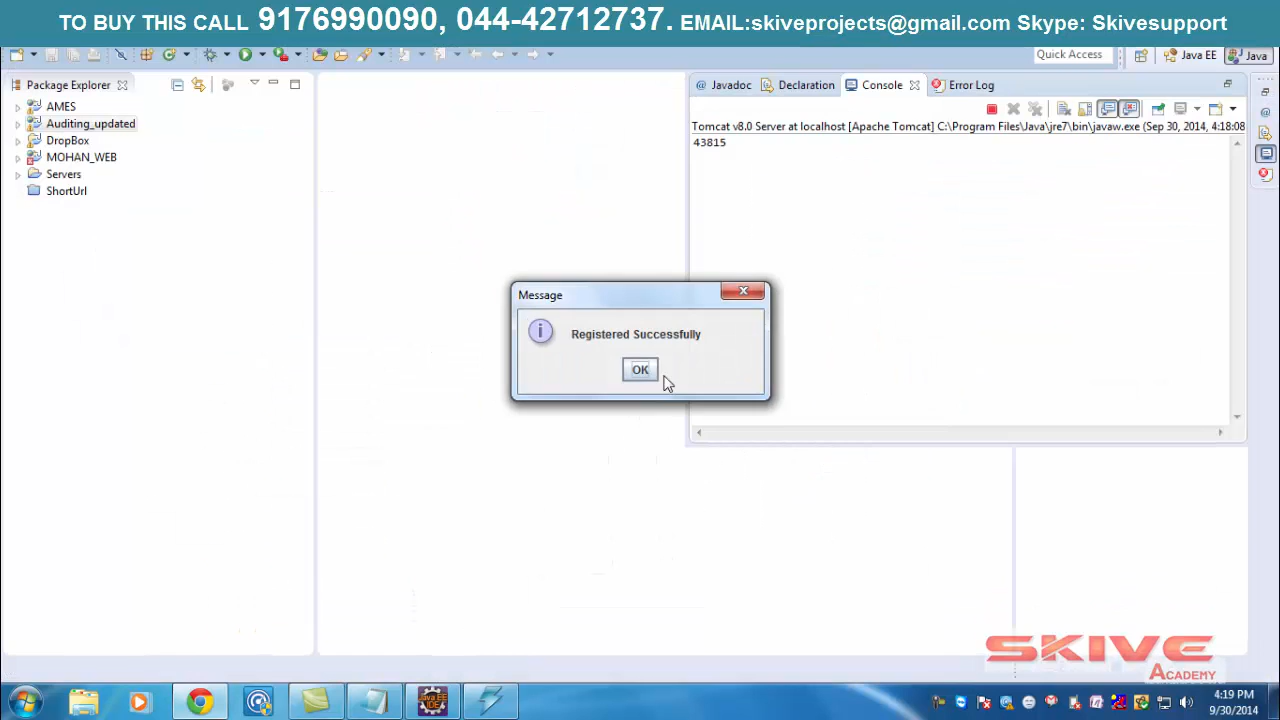 TO BUY THIS CALL 9176990090, 044-42712737. EMAIL:skiveprojects@gmail.com Skype: Skivesupport
Quick Access
Java EE
Java
Package Explorer
Javadoc
Declaration
Console
Error Log
AMES
Auditing_updated
DropBox
MOHAN_WEB
Servers
ShortUrl
Tomcat v8.0 Server at localhost [Apache Tomcat] C:\Program Files\Java\jre7\bin\javaw.exe (Sep 30, 2014, 4:18:08
43815
Message
Registered Successfully
OK
SKIVE
ACADEMY
Java EE
IDE
4:19 PM
9/30/2014